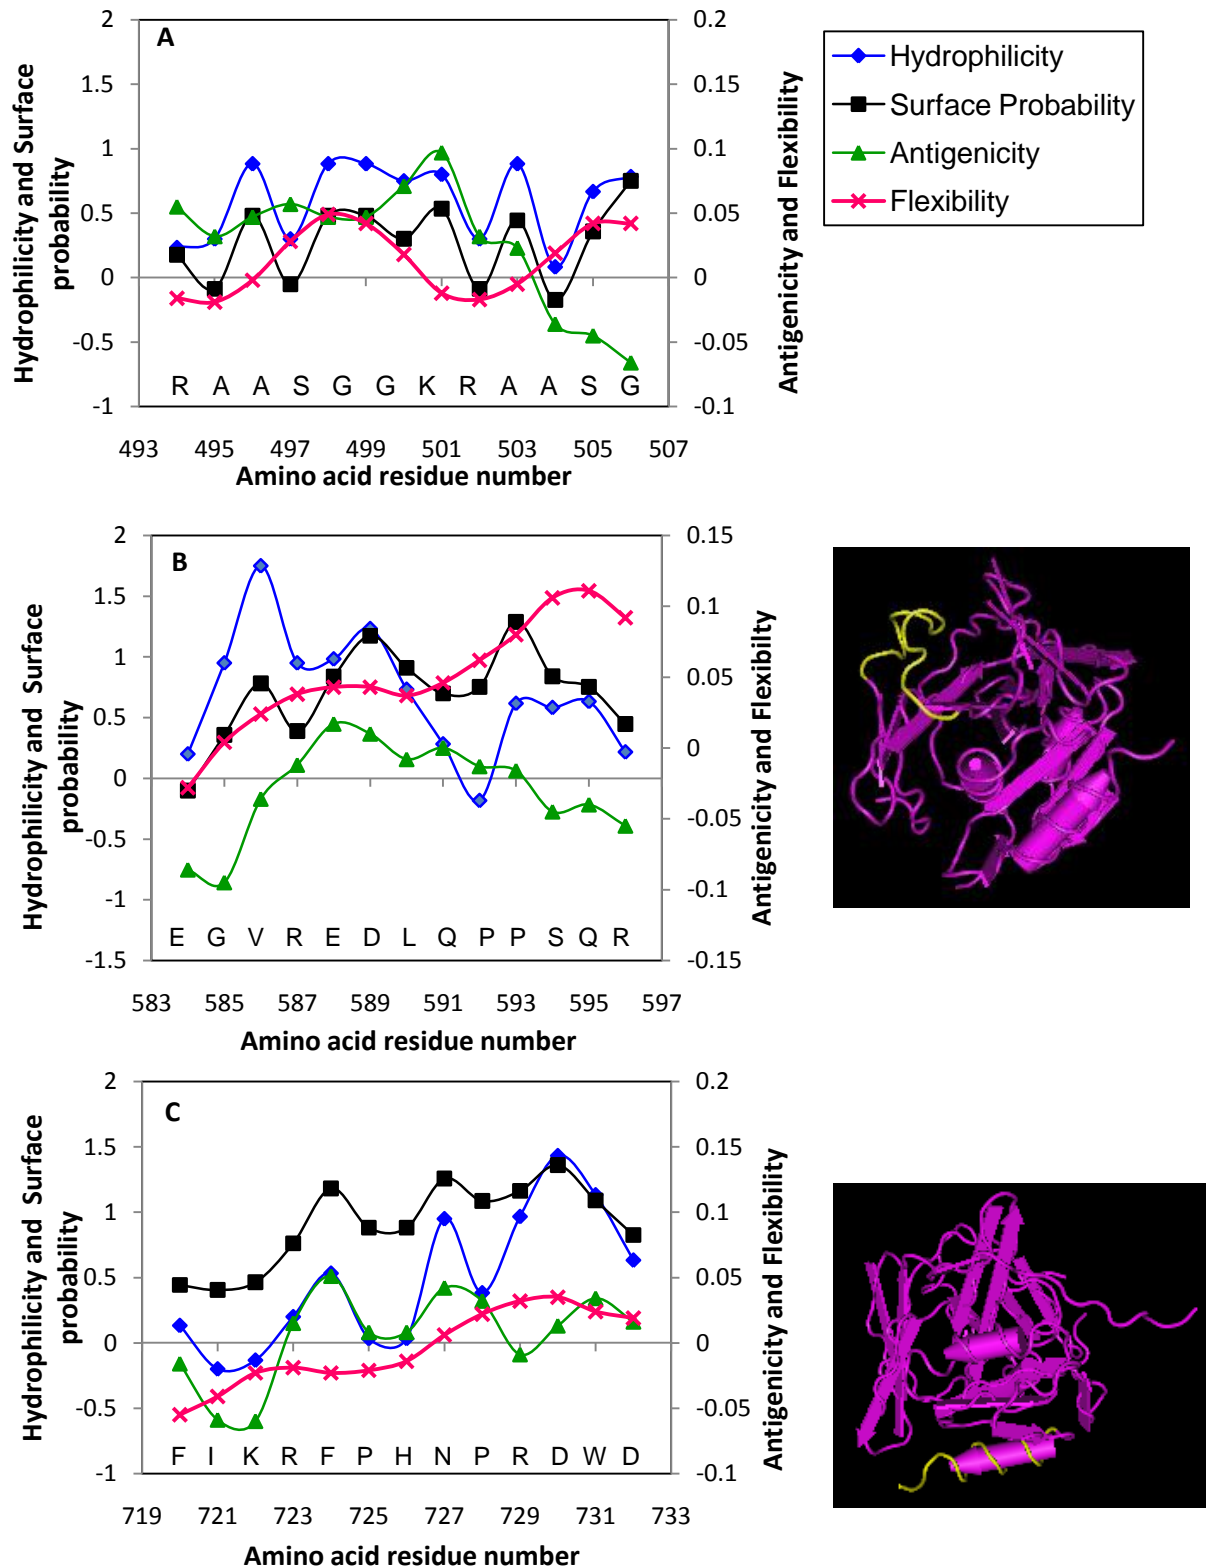 A
2
1.5
1
0.5
0
-0.5
-1
0.2
0.15
0.1
0.05
0
-0.05
-0.1
Hydrophilicity and Surface
probability
Antigenicity and Flexibility
R A A S G G K R A A S G
493 495 497 499 501 503 505 507
Amino acid residue number
Hydrophilicity
Surface Probability
Antigenicity
Flexibility
B
2
1.5
1
0.5
0
-0.5
-1
-1.5
0.15
0.1
0.05
0
-0.05
-0.1
-0.15
Hydrophilicity and Surface
probability
Antigenicity and Flexibilty
E G V R E D L Q P P S Q R
583 585 587 589 591 593 595 597
Amino acid residue number
C
2
1.5
1
0.5
0
-0.5
-1
0.2
0.15
0.1
0.05
0
-0.05
-0.1
Hydrophilicity and Surface
probability
Antigenicity and Flexibility
F I K R F P H N P R D W D
719 721 723 725 727 729 731 733
Amino acid residue number